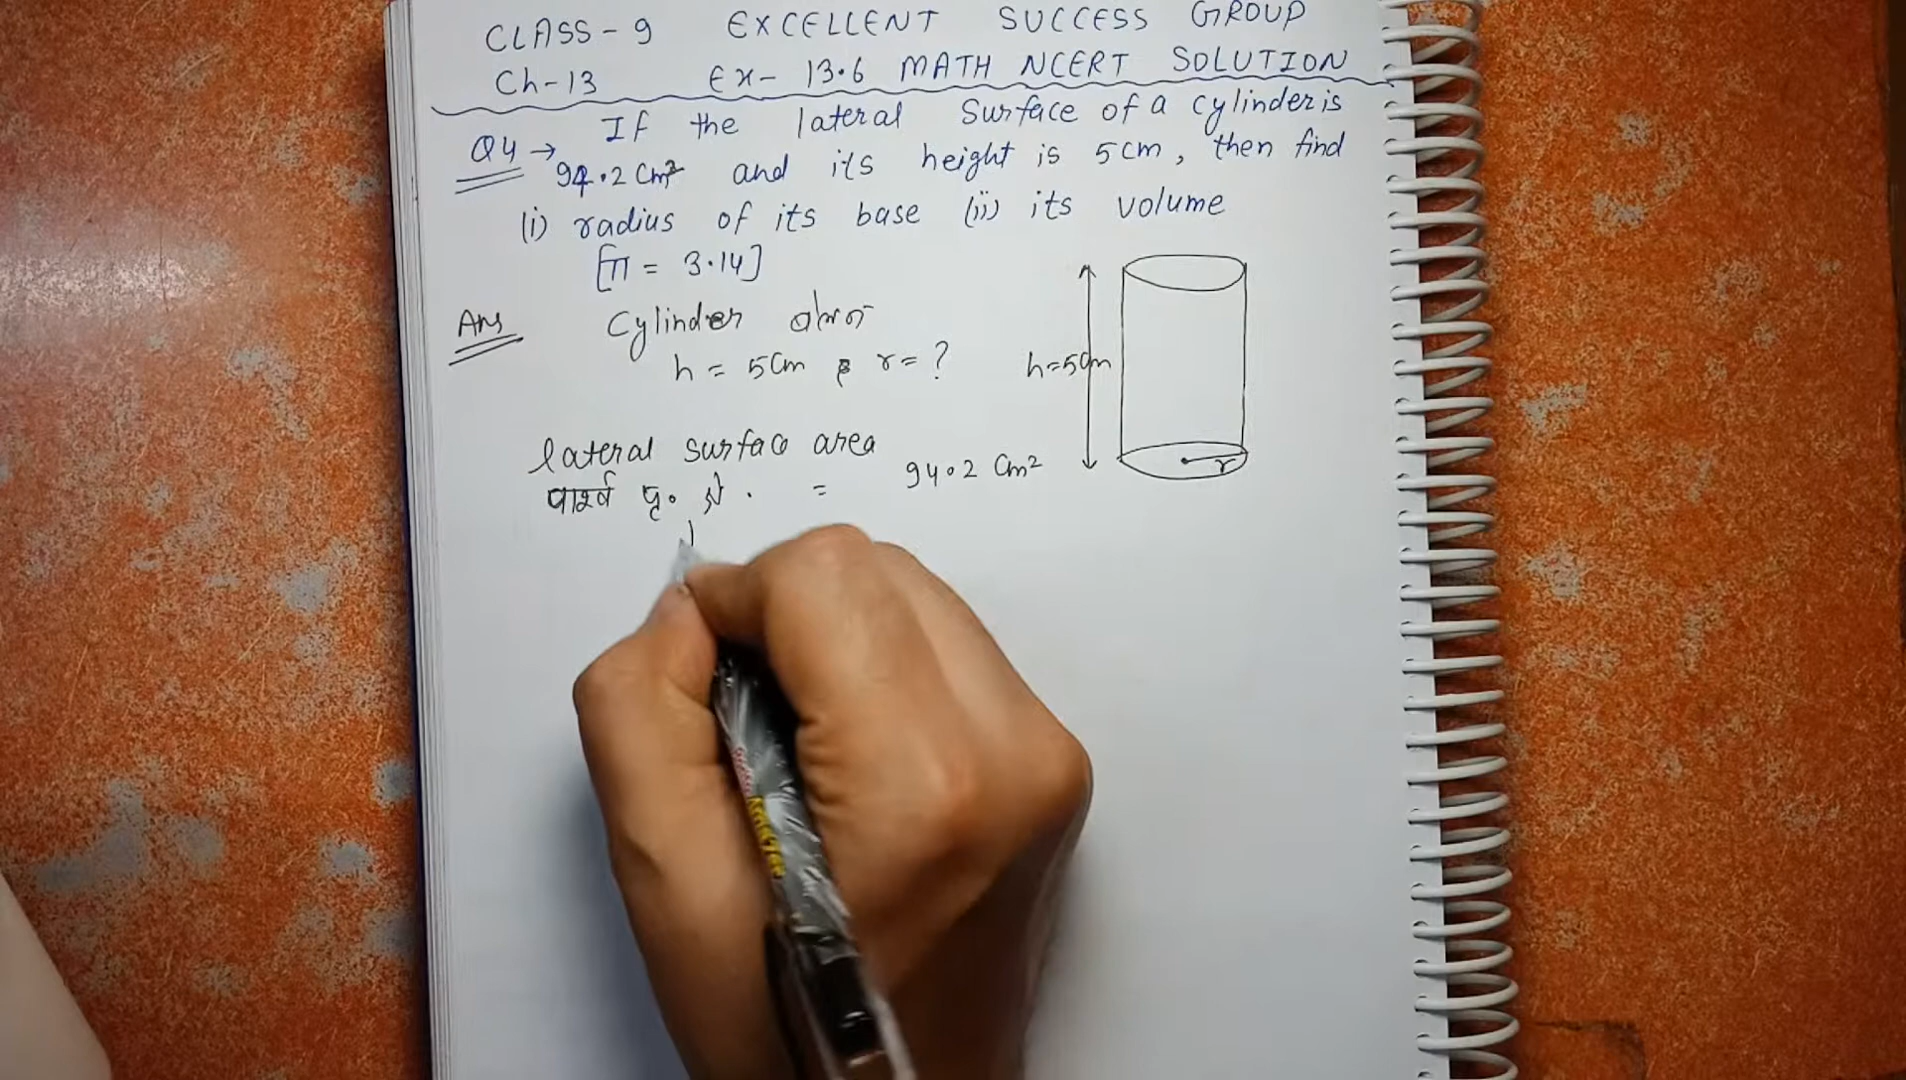 CLASS-9 EXCELLENT SUCCESS GROUP
Ch-13 Ex- 13.6 MATH NCERT SOLUTION
Q4 → If the lateral Surface of a cylinder is
94.2 cm² and its height is 5cm, then find
(i) radius of its base (ii) its volume
[π = 3.14]
Ans Cylinder
h = 5cm r = ?
h=5cm
lateral surface area
पार्श्व पृ० क्षे. = 94.2 Cm²
r